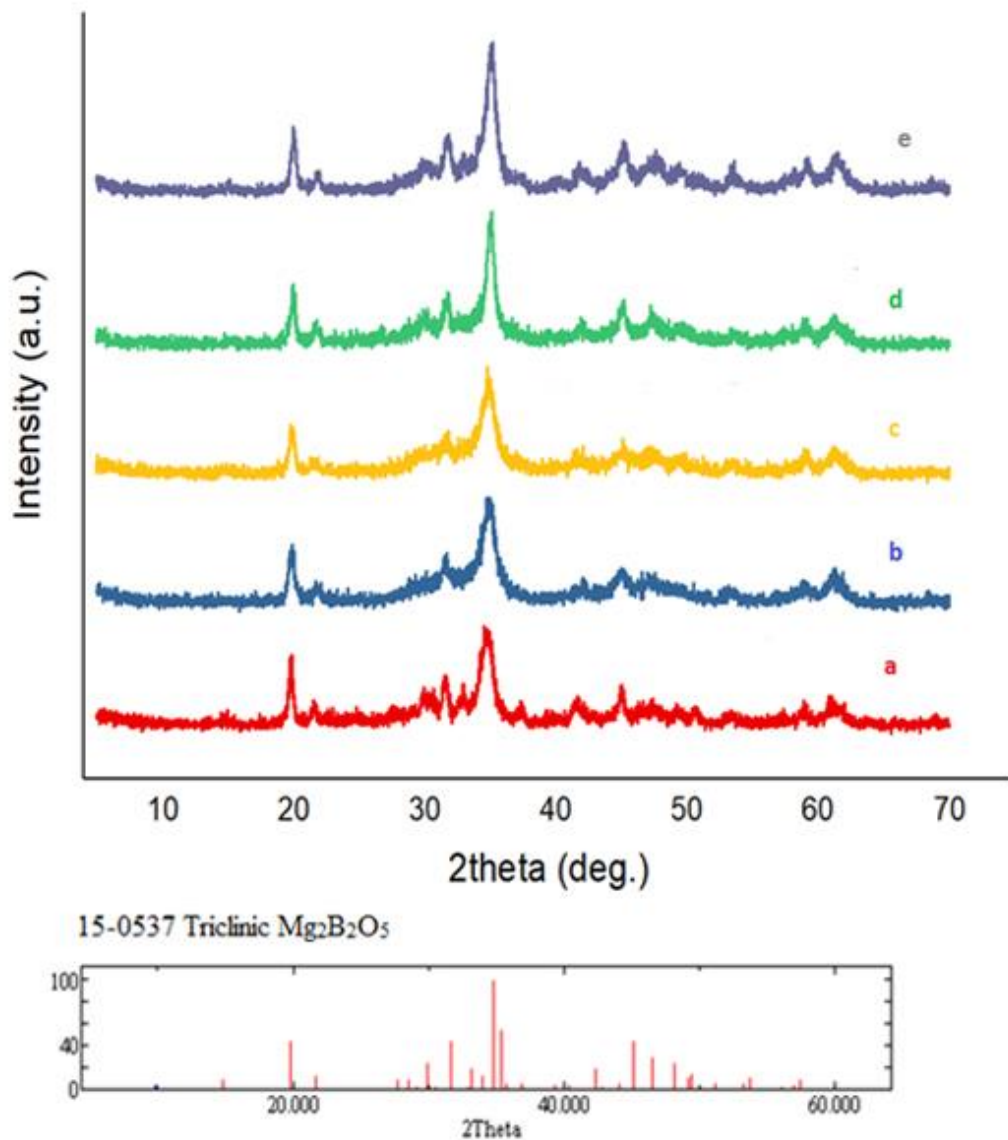 e
d
c
b
a
Intensity (a.u.)
10 20 30 40 50 60 70
2theta (deg.)
15-0537 Triclinic Mg₂B₂O₅
100
40
0
20.000 40.000 60.000
2Theta